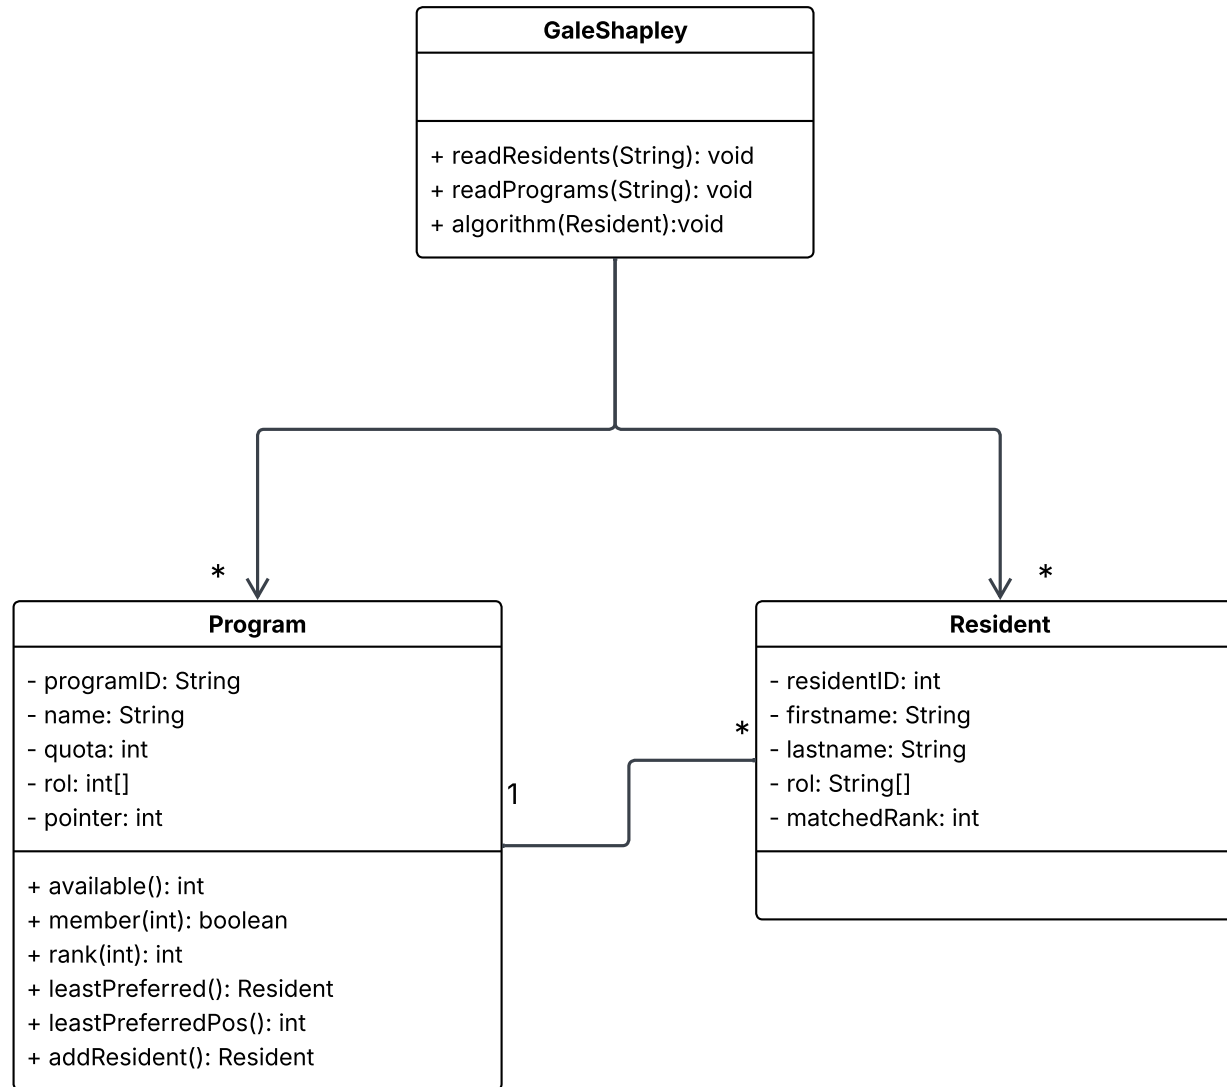 GaleShapley
+ readResidents(String): void
+ readPrograms(String): void
+ algorithm(Resident):void
*
*
Program
- programID: String
- name: String
- quota: int
- rol: int[]
- pointer: int
+ available(): int
+ member(int): boolean
+ rank(int): int
+ leastPreferred(): Resident
+ leastPreferredPos(): int
+ addResident(): Resident
1
*
Resident
- residentID: int
- firstname: String
- lastname: String
- rol: String[]
- matchedRank: int